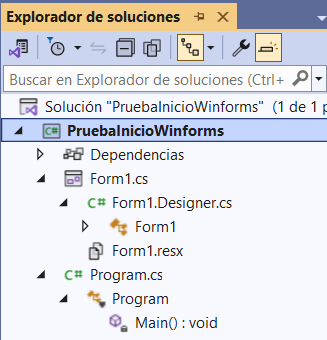 Explorador de soluciones
Buscar en Explorador de soluciones (Ctrl+
Solución "PruebaInicioWinforms" (1 de 1 p
C# PruebaInicioWinforms
Dependencias
Form1.cs
C# Form1.Designer.cs
Form1
Form1.resx
C# Program.cs
Program
Main() : void